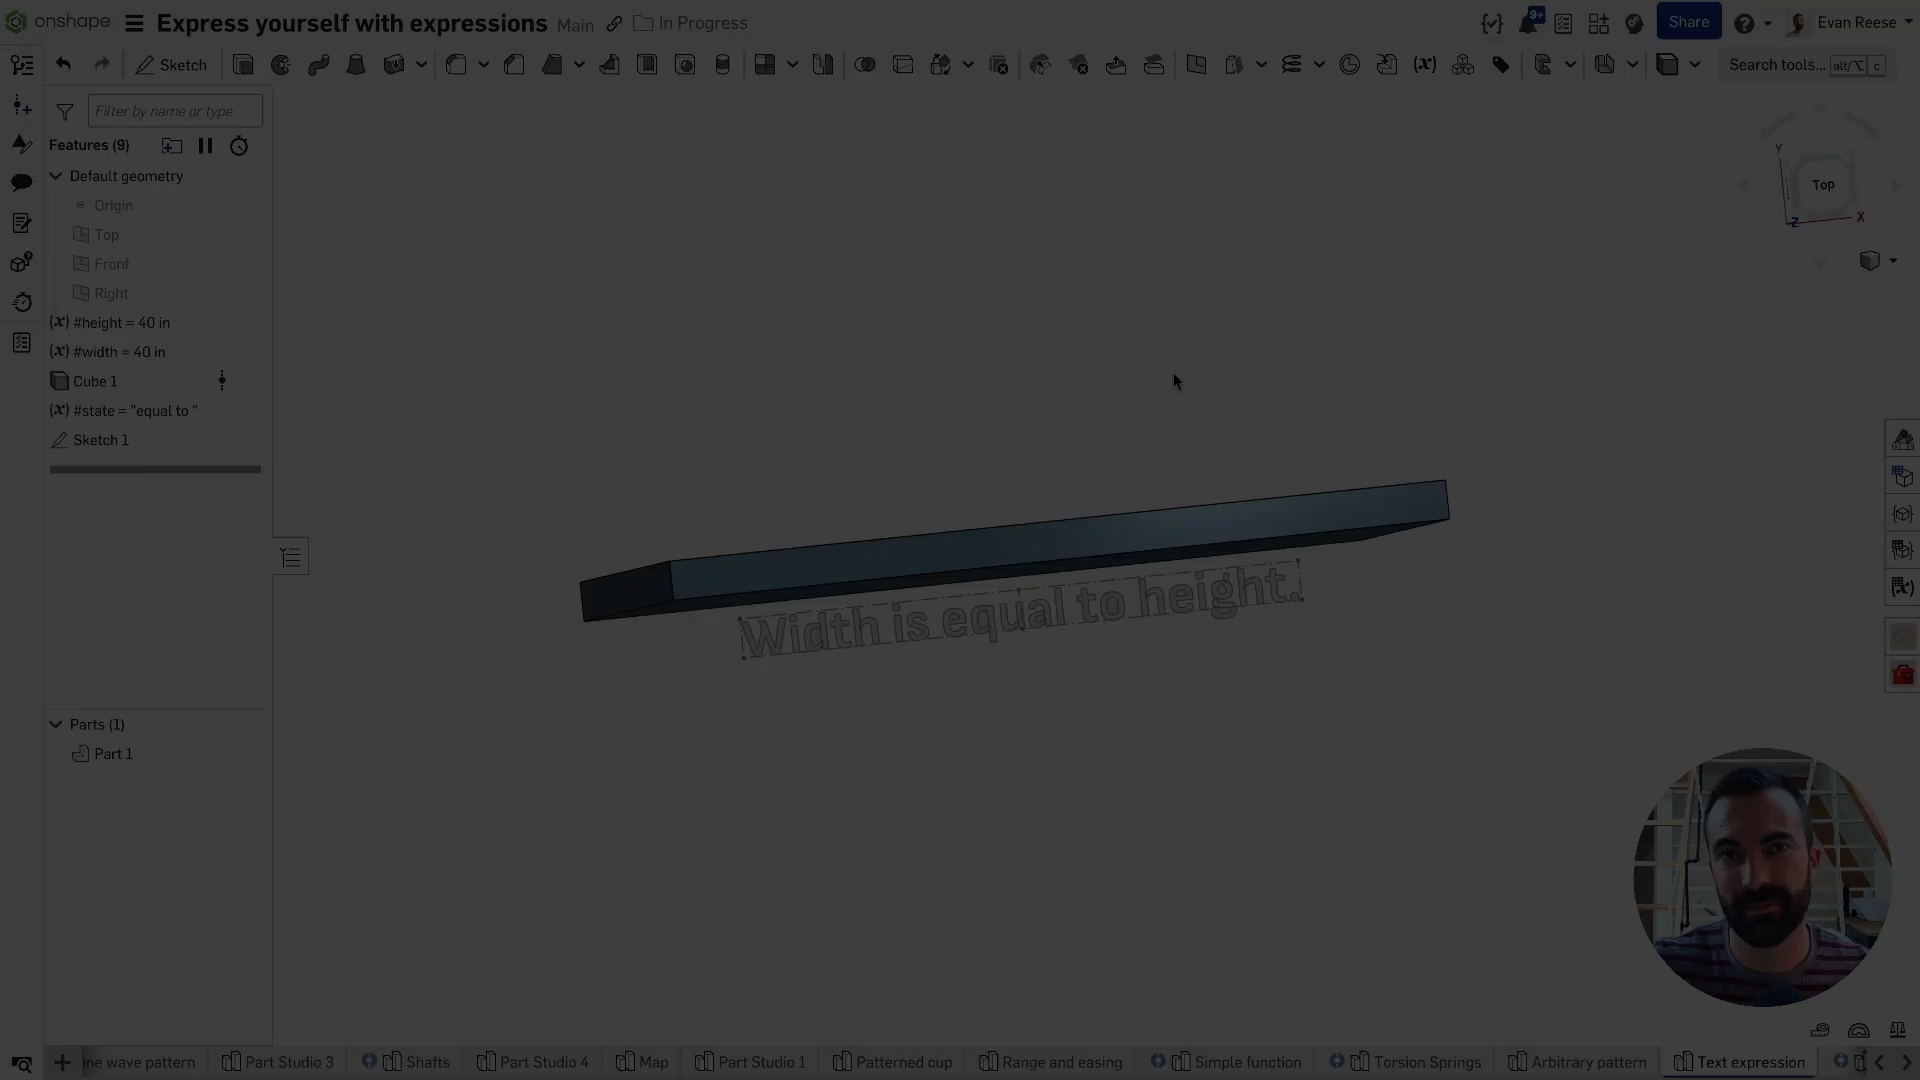 onshape
Express yourself with expressions
Main
In Progress
9+
Share
Evan Reese
Sketch
Search tools...
alt/⌥
c
Filter by name or type
Features (9)
Default geometry
Origin
Top
Front
Right
(x) #height = 40 in
(x) #width = 40 in
Cube 1
(x) #state = "equal to "
Sketch 1
Parts (1)
Part 1
Y
Top
X
Z
Width is equal to height.
ine wave pattern
Part Studio 3
Shafts
Part Studio 4
Map
Part Studio 1
Patterned cup
Range and easing
Simple function
Torsion Springs
Arbitrary pattern
Text expression